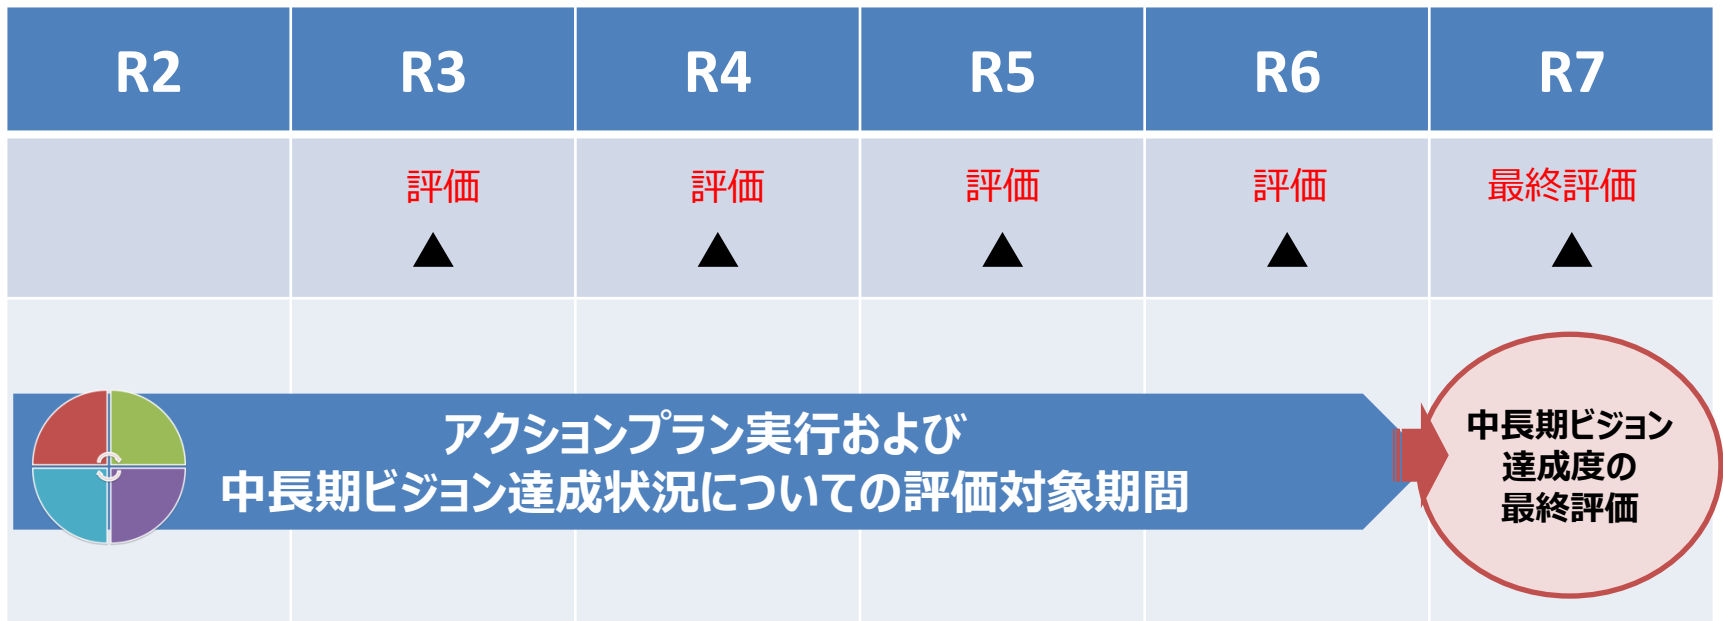 R2 R3 R4 R5 R6 R7
評価 評価 評価 評価 最終評価
▲ ▲ ▲ ▲ ▲
アクションプラン実行および
中長期ビジョン達成状況についての評価対象期間
中長期ビジョン
達成度の
最終評価